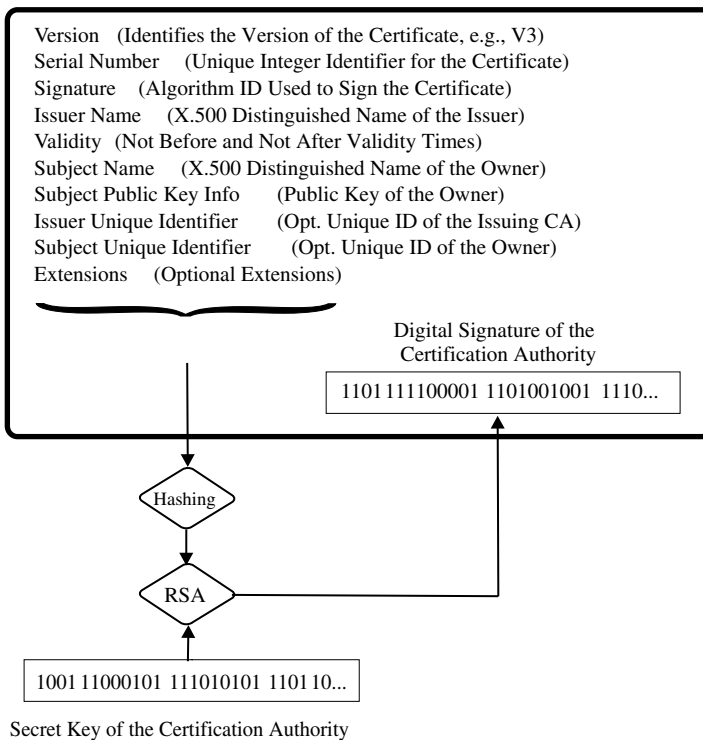 Version (Identifies the Version of the Certificate, e.g., V3)
Serial Number (Unique Integer Identifier for the Certificate)
Signature (Algorithm ID Used to Sign the Certificate)
Issuer Name (X.500 Distinguished Name of the Issuer)
Validity (Not Before and Not After Validity Times)
Subject Name (X.500 Distinguished Name of the Owner)
Subject Public Key Info (Public Key of the Owner)
Issuer Unique Identifier (Opt. Unique ID of the Issuing CA)
Subject Unique Identifier (Opt. Unique ID of the Owner)
Extensions (Optional Extensions)
Digital Signature of the
Certification Authority
1101 111100001 1101001001 1110...
Hashing
RSA
1001 11000101 111010101 1101 10...
Secret Key of the Certification Authority